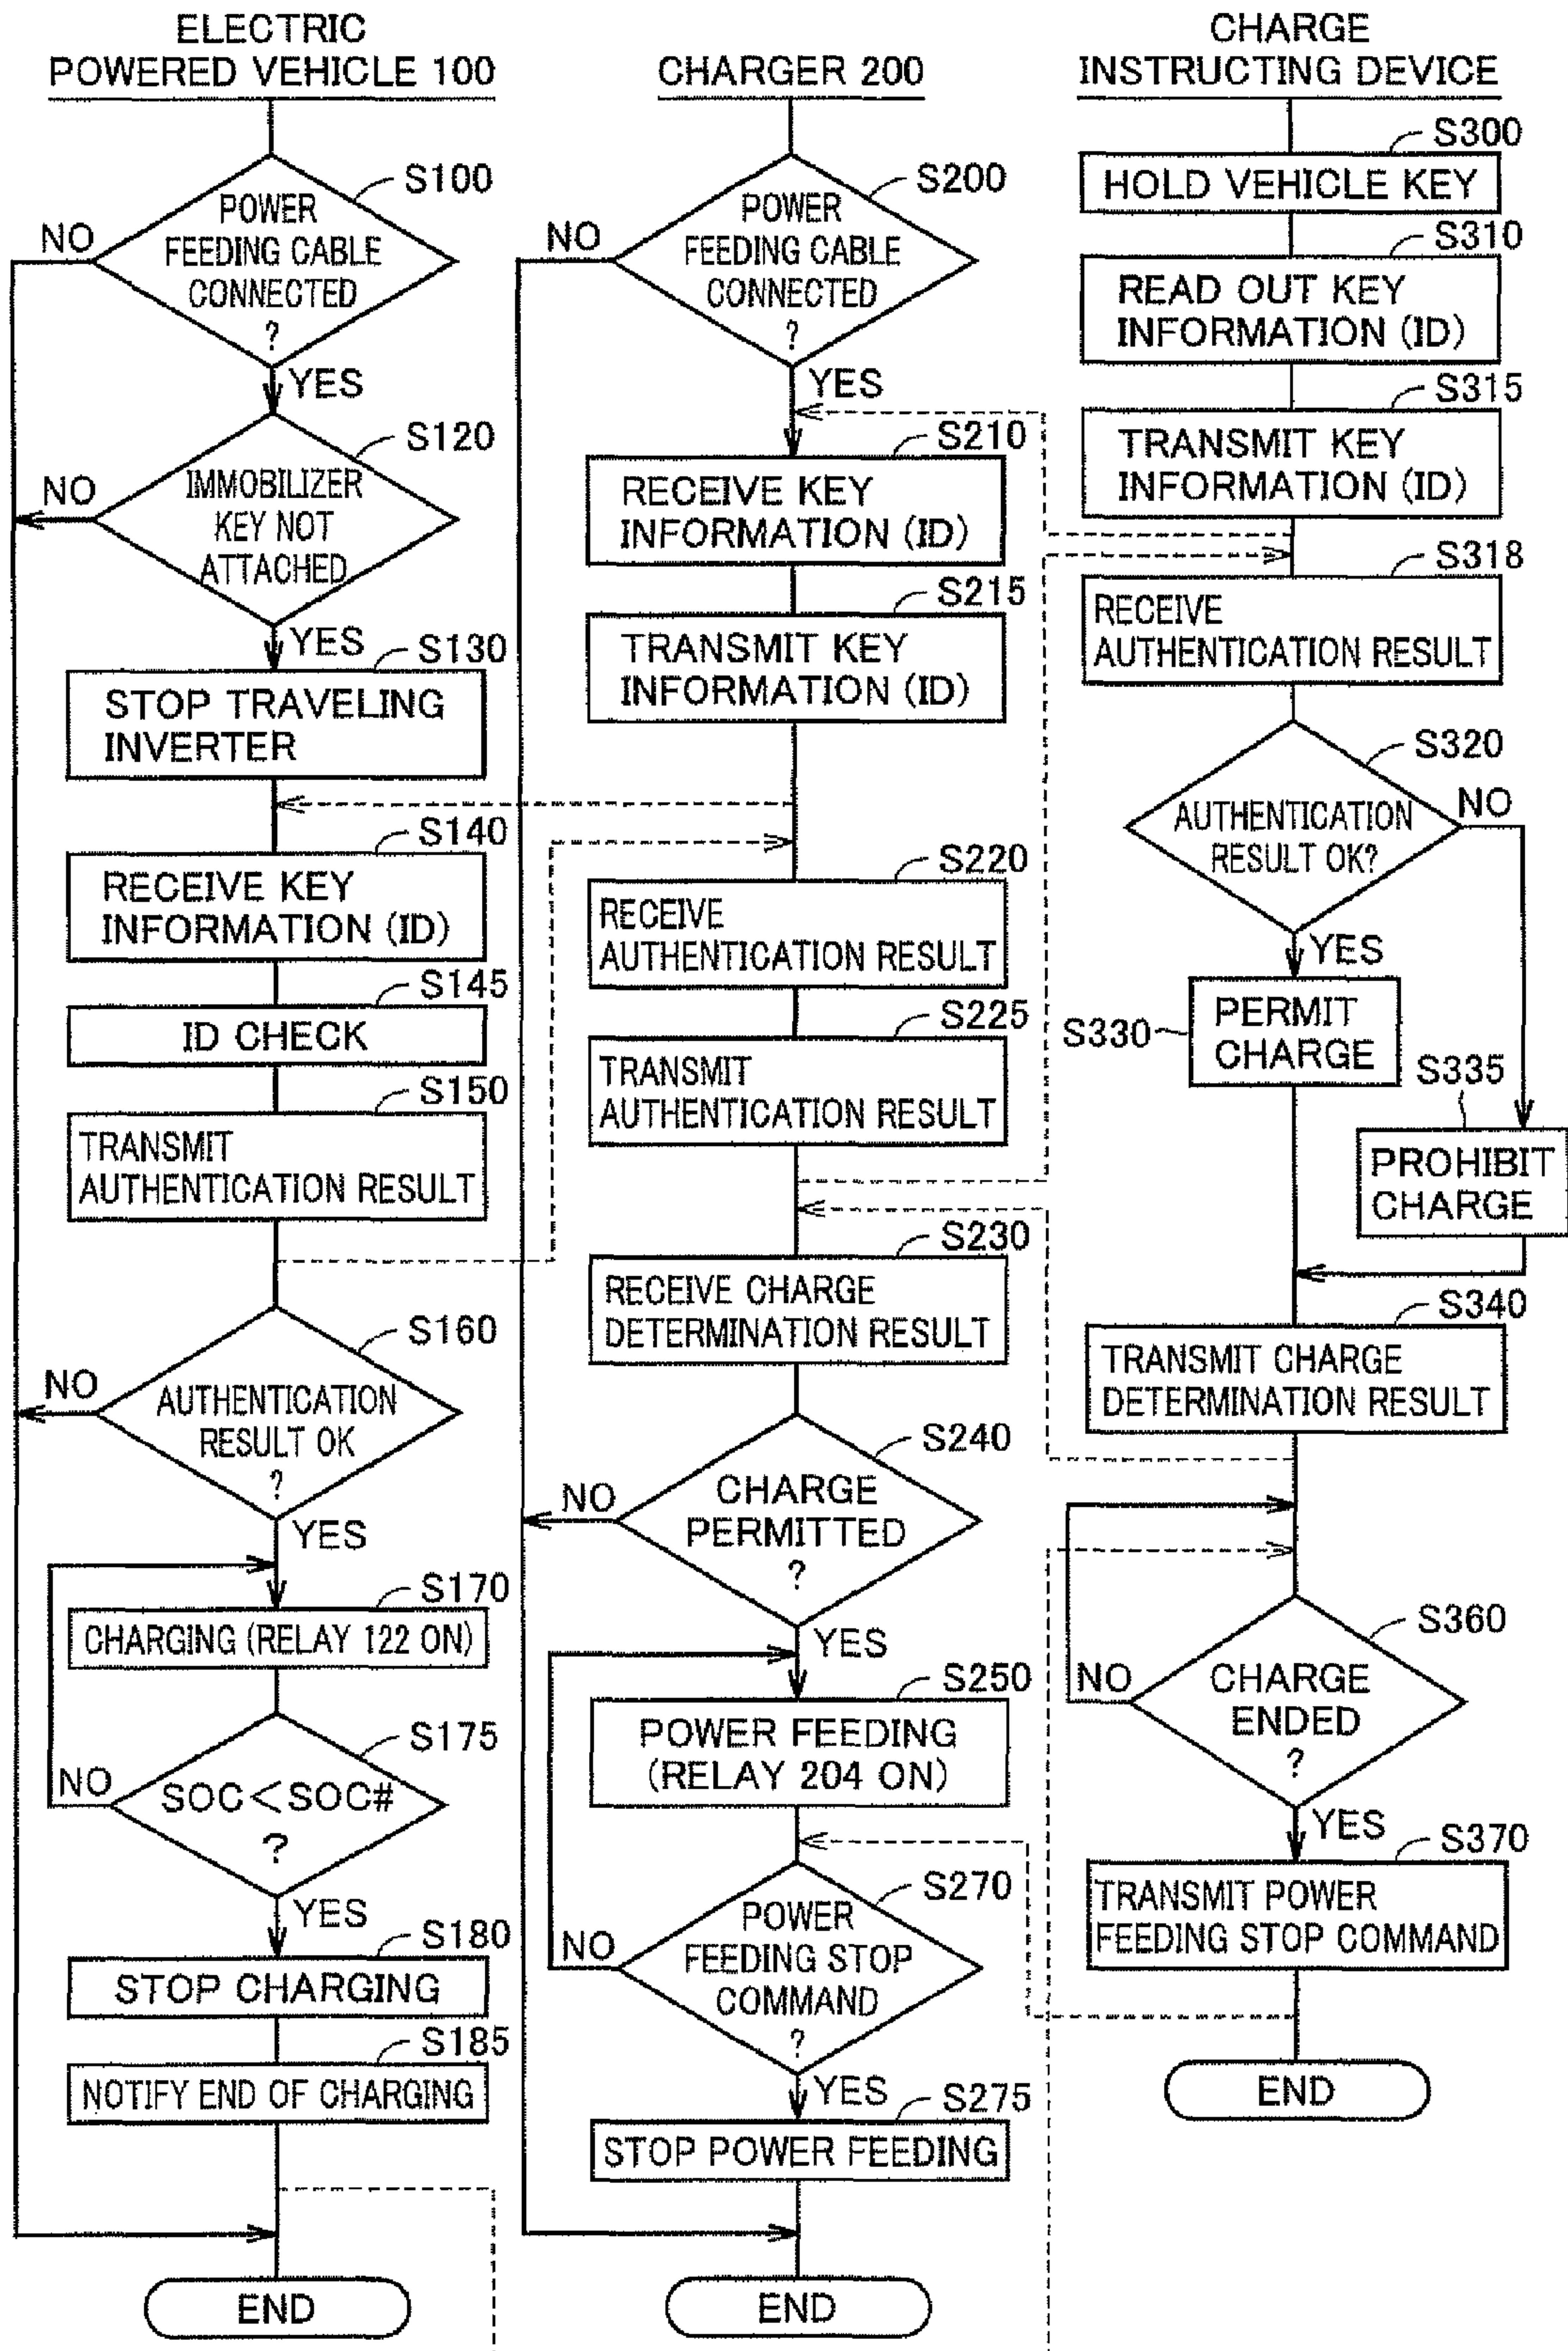 ELECTRIC
POWERED VEHICLE 100
S100
POWER
FEEDING CABLE
CONNECTED
?
NO
YES
S120
IMMOBILIZER
KEY NOT
ATTACHED
NO
YES
S130
STOP TRAVELING
INVERTER
S140
RECEIVE KEY
INFORMATION (ID)
S145
ID CHECK
S150
TRANSMIT
AUTHENTICATION RESULT
S160
AUTHENTICATION
RESULT OK
?
NO
YES
S170
CHARGING (RELAY 122 ON)
S175
SOC<SOC#
?
NO
YES
S180
STOP CHARGING
S185
NOTIFY END OF CHARGING
END
CHARGER 200
S200
POWER
FEEDING CABLE
CONNECTED
?
NO
YES
S210
RECEIVE KEY
INFORMATION (ID)
S215
TRANSMIT KEY
INFORMATION (ID)
S220
RECEIVE
AUTHENTICATION RESULT
S225
TRANSMIT
AUTHENTICATION RESULT
S230
RECEIVE CHARGE
DETERMINATION RESULT
S240
CHARGE
PERMITTED
?
NO
YES
S250
POWER FEEDING
(RELAY 204 ON)
S270
POWER
FEEDING STOP
COMMAND
?
NO
YES
S275
STOP POWER FEEDING
END
CHARGE
INSTRUCTING DEVICE
S300
HOLD VEHICLE KEY
S310
READ OUT KEY
INFORMATION (ID)
S315
TRANSMIT KEY
INFORMATION (ID)
S318
RECEIVE
AUTHENTICATION RESULT
S320
AUTHENTICATION
RESULT OK?
NO
YES
S330
PERMIT
CHARGE
S335
PROHIBIT
CHARGE
S340
TRANSMIT CHARGE
DETERMINATION RESULT
S360
CHARGE
ENDED
?
NO
YES
S370
TRANSMIT POWER
FEEDING STOP COMMAND
END